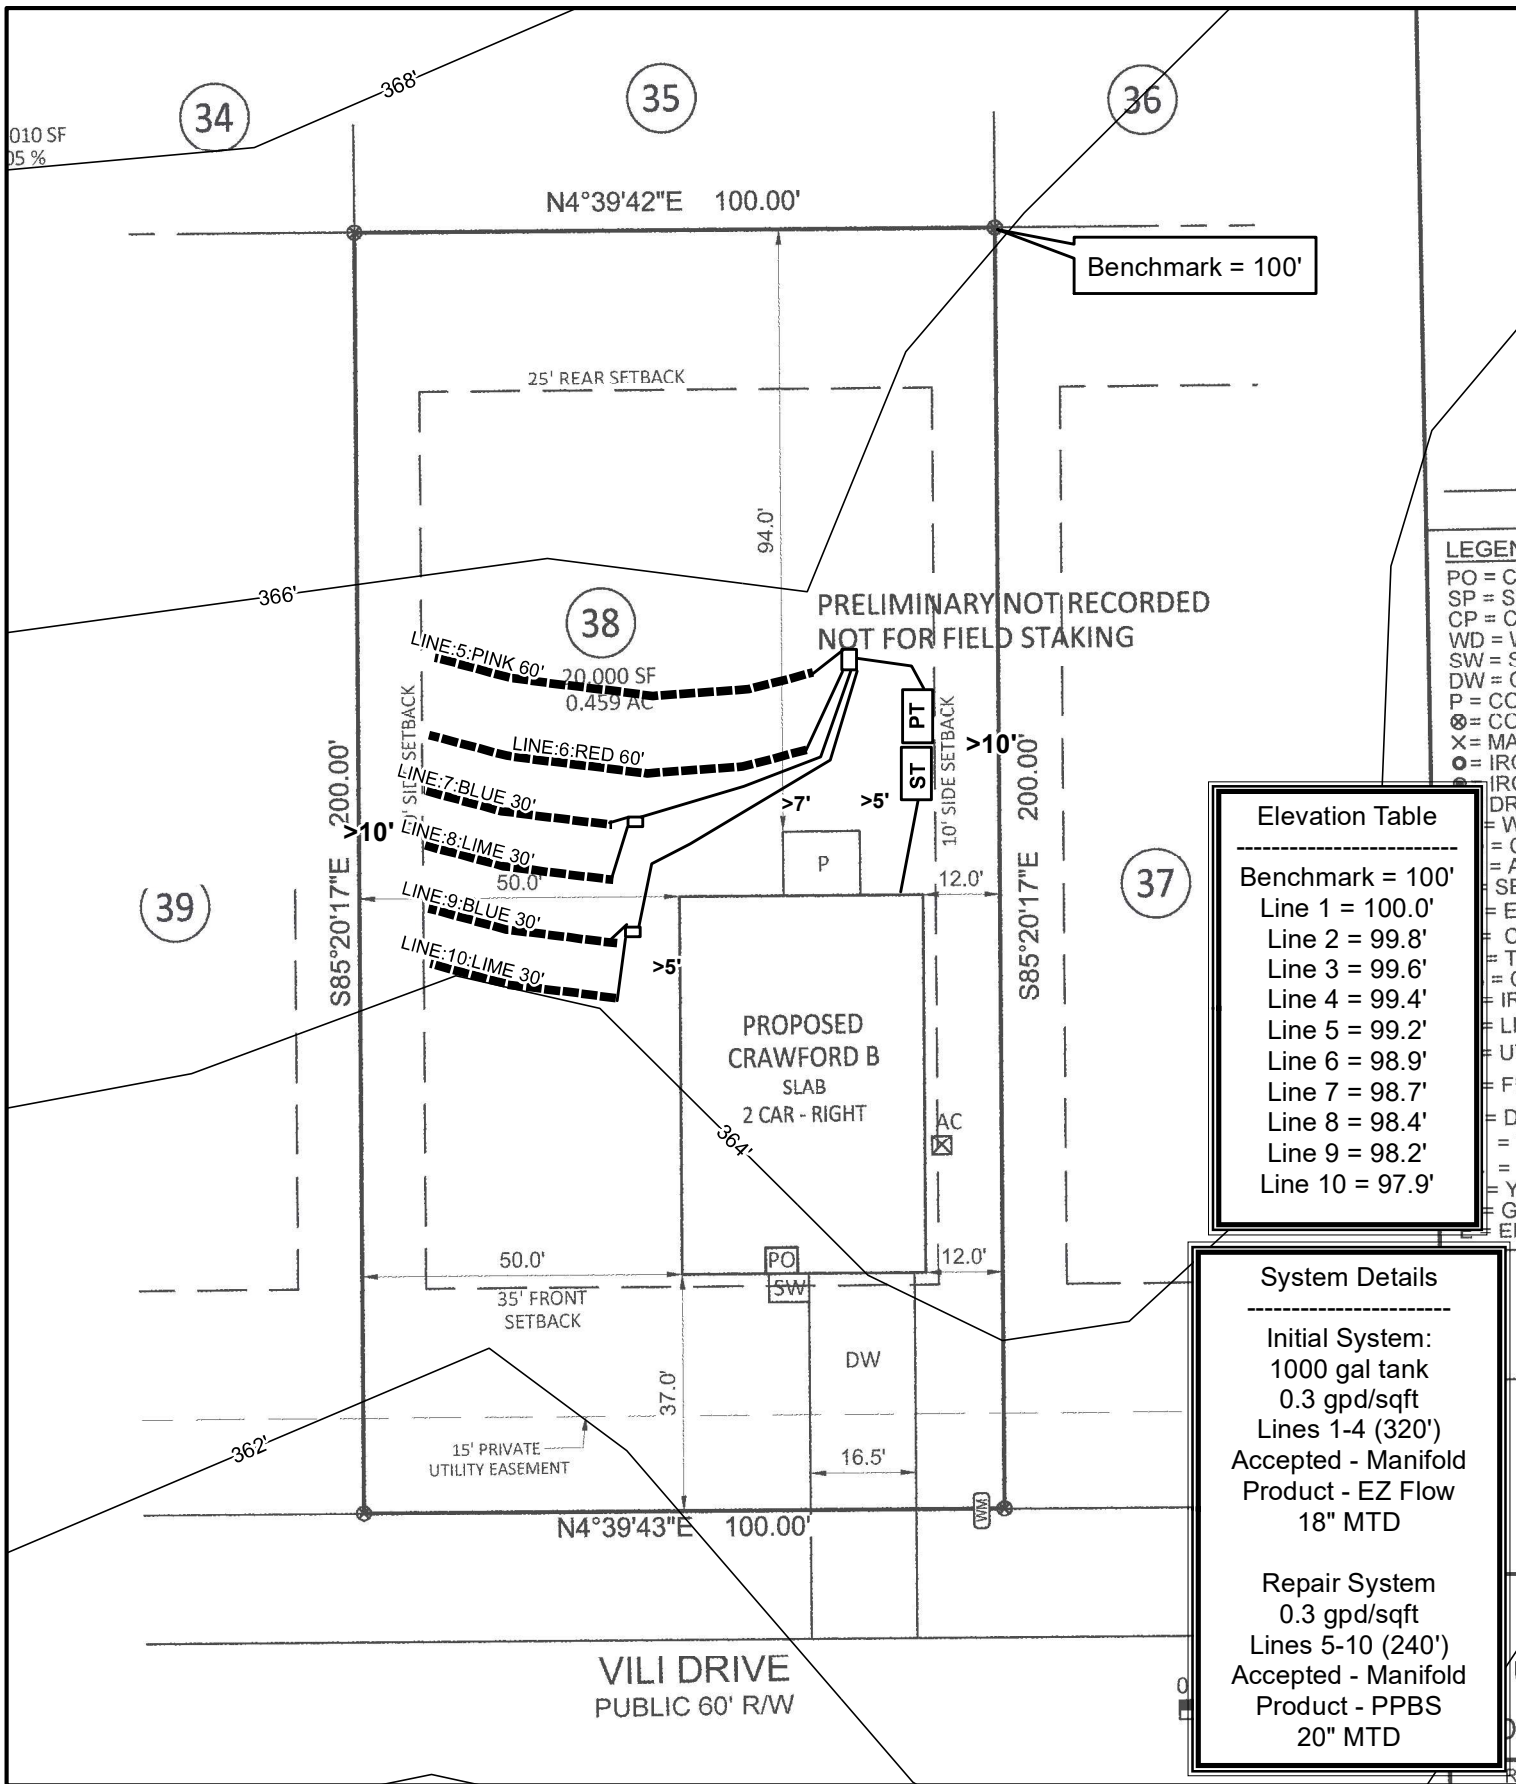 368'
34
35
36
010 SF
05 %
N4°39'42"E 100.00'
Benchmark = 100'
25' REAR SETBACK
94.0'
366'
38
20,000 SF
0.459 AC
PRELIMINARY NOT RECORDED
NOT FOR FIELD STAKING
LINE:5:PINK 60'
LINE:6:RED 60'
LINE:7:BLUE 30'
LINE:8:LIME 30'
LINE:9:BLUE 30'
LINE:10:LIME 30'
SIDE SETBACK
S85°20'17"E 200.00'
>10'
PT
ST
>10'
10' SIDE SETBACK
S85°20'17"E 200.00'
>7'
>5'
P
50.0'
12.0'
39
37
>5'
PROPOSED
CRAWFORD B
SLAB
2 CAR - RIGHT
AC
364'
50.0'
PO
SW
12.0'
35' FRONT
SETBACK
DW
37.0'
362'
15' PRIVATE
UTILITY EASEMENT
16.5'
WM
N4°39'43"E 100.00'
VILI DRIVE
PUBLIC 60' R/W
0
LEGEN
PO = C
SP = S
CP = C
WD = W
SW = S
DW = C
P = CO
= CO
X = MA
= IRO
= IRO
DR
Elevation Table
--------------------------
Benchmark = 100'
Line 1 = 100.0'
Line 2 = 99.8'
Line 3 = 99.6'
Line 4 = 99.4'
Line 5 = 99.2'
Line 6 = 98.9'
Line 7 = 98.7'
Line 8 = 98.4'
Line 9 = 98.2'
Line 10 = 97.9'
System Details
------------------------
Initial System:
1000 gal tank
0.3 gpd/sqft
Lines 1-4 (320')
Accepted - Manifold
Product - EZ Flow
18" MTD
Repair System
0.3 gpd/sqft
Lines 5-10 (240')
Accepted - Manifold
Product - PPBS
20" MTD